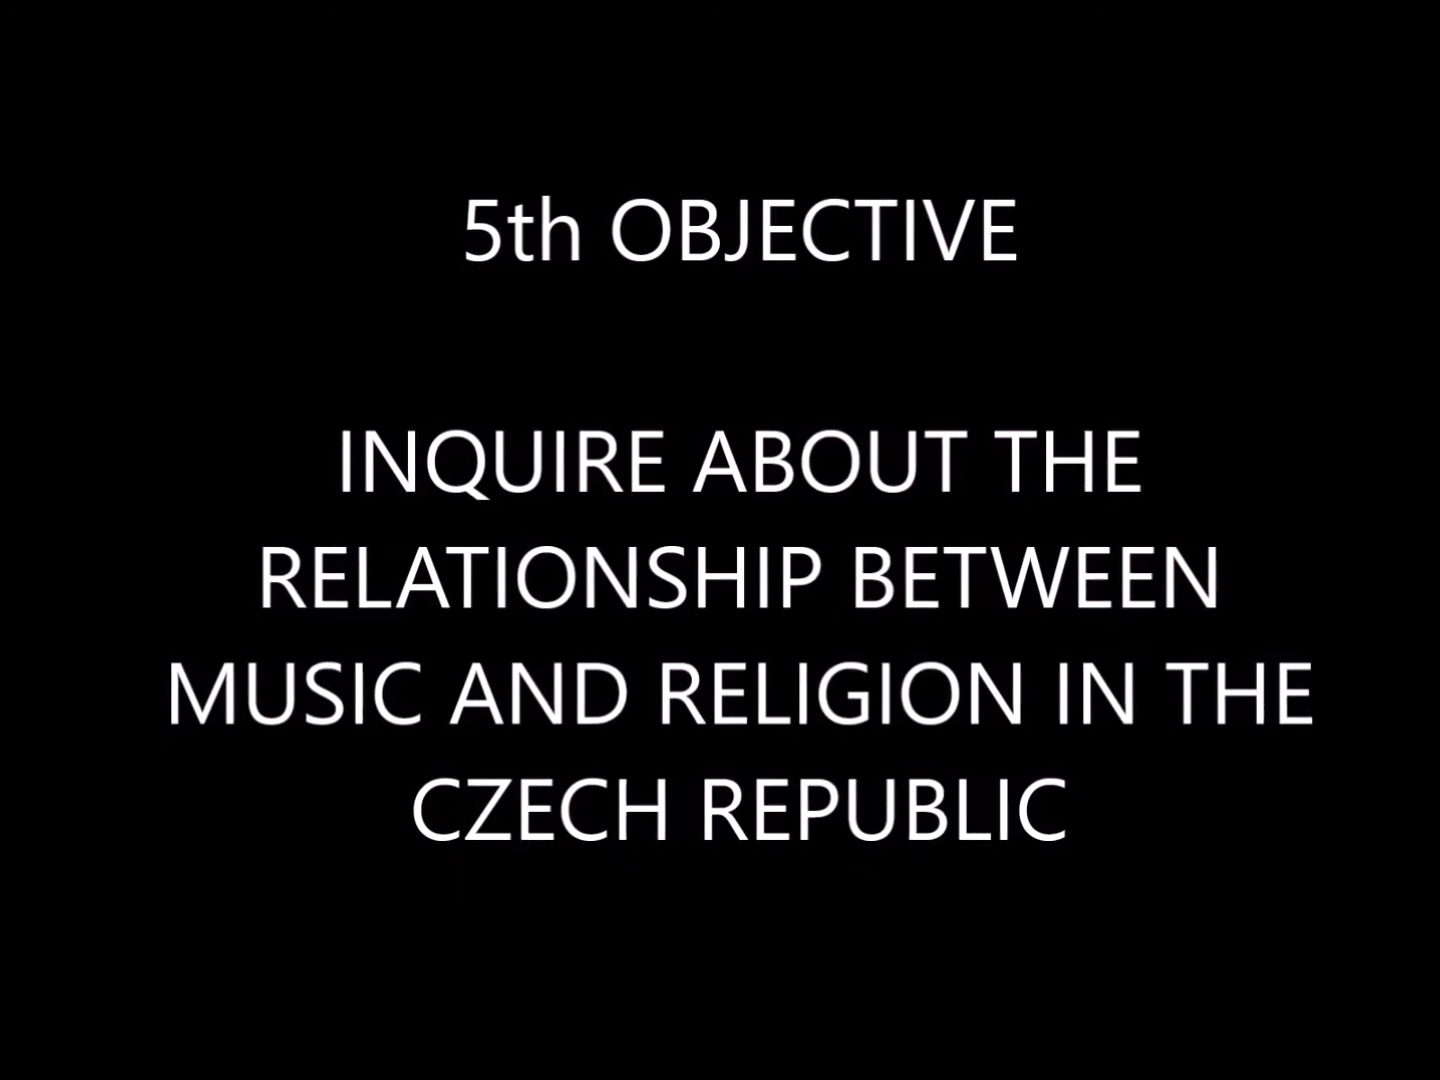 5th OBJECTIVE
INQUIRE ABOUT THE
RELATIONSHIP BETWEEN
MUSIC AND RELIGION IN THE
CZECH REPUBLIC